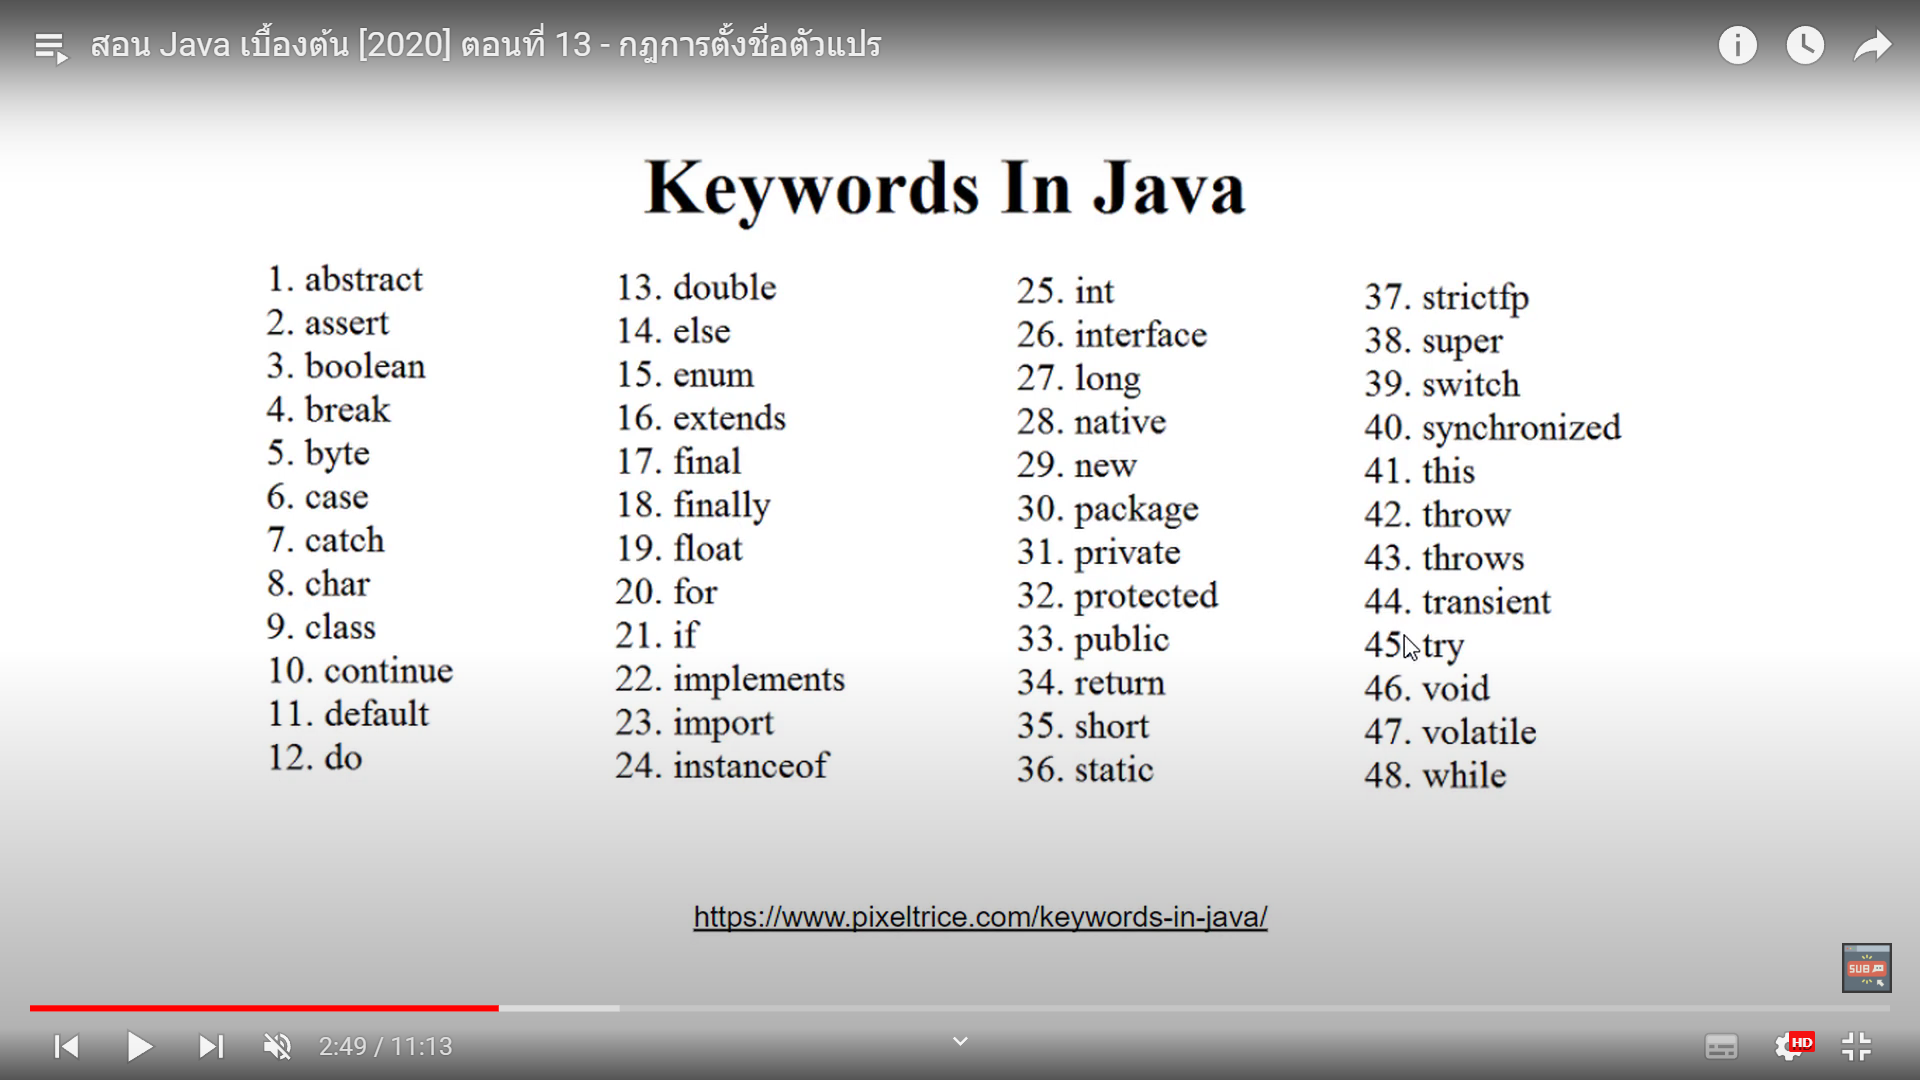 สอน Java เบื้องต้น [2020] ตอนที่ 13 - กฎการตั้งชื่อตัวแปร
Keywords In Java
1. abstract
2. assert
3. boolean
4. break
5. byte
6. case
7. catch
8. char
9. class
10. continue
11. default
12. do
13. double
14. else
15. enum
16. extends
17. final
18. finally
19. float
20. for
21. if
22. implements
23. import
24. instanceof
25. int
26. interface
27. long
28. native
29. new
30. package
31. private
32. protected
33. public
34. return
35. short
36. static
37. strictfp
38. super
39. switch
40. synchronized
41. this
42. throw
43. throws
44. transient
45. try
46. void
47. volatile
48. while
https://www.pixeltrice.com/keywords-in-java/
SUB
2:49 / 11:13
HD